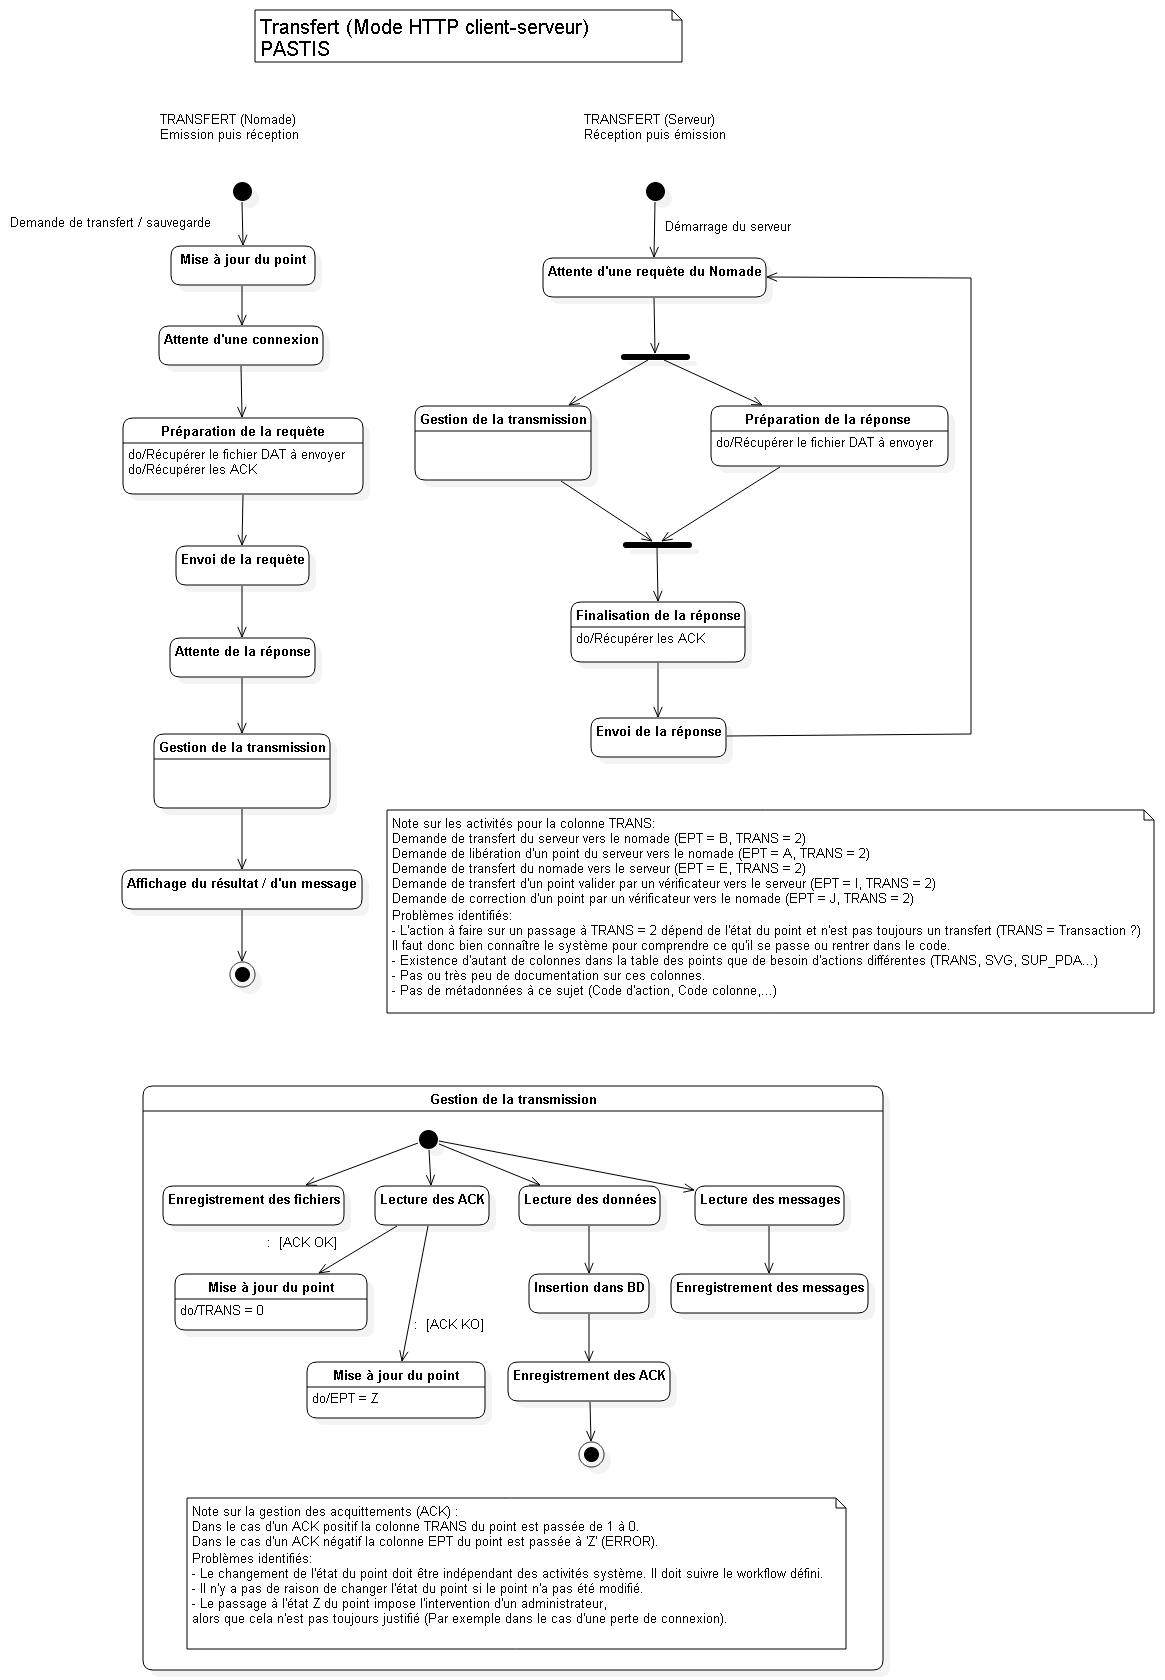 Transfert (Mode HTTP client-serveur)
PASTIS
TRANSFERT (Nomade)
Emission puis réception
TRANSFERT (Serveur)
Réception puis émission
Demande de transfert / sauvegarde
Démarrage du serveur
Mise à jour du point
Attente d'une requête du Nomade
Attente d'une connexion
Préparation de la requête
do/Récupérer le fichier DAT à envoyer
do/Récupérer les ACK
Gestion de la transmission
Préparation de la réponse
do/Récupérer le fichier DAT à envoyer
Envoi de la requête
Finalisation de la réponse
do/Récupérer les ACK
Attente de la réponse
Envoi de la réponse
Gestion de la transmission
Affichage du résultat / d'un message
Note sur les activités pour la colonne TRANS:
Demande de transfert du serveur vers le nomade (EPT = B, TRANS = 2)
Demande de libération d'un point du serveur vers le nomade (EPT = A, TRANS = 2)
Demande de transfert du nomade vers le serveur (EPT = E, TRANS = 2)
Demande de transfert d'un point valider par un vérificateur vers le serveur (EPT = I, TRANS = 2)
Demande de correction d'un point par un vérificateur vers le nomade (EPT = J, TRANS = 2)
Problèmes identifiés:
- L'action à faire sur un passage à TRANS = 2 dépend de l'état du point et n'est pas toujours un transfert (TRANS = Transaction ?)
Il faut donc bien connaître le système pour comprendre ce qu'il se passe ou rentrer dans le code.
- Existence d'autant de colonnes dans la table des points que de besoin d'actions différentes (TRANS, SVG, SUP_PDA...)
- Pas ou très peu de documentation sur ces colonnes.
- Pas de métadonnées à ce sujet (Code d'action, Code colonne,...)
Gestion de la transmission
Enregistrement des fichiers
Lecture des ACK
Lecture des données
Lecture des messages
: [ACK OK]
Mise à jour du point
do/TRANS = 0
Insertion dans BD
Enregistrement des messages
: [ACK KO]
Mise à jour du point
do/EPT = Z
Enregistrement des ACK
Note sur la gestion des acquittements (ACK) :
Dans le cas d'un ACK positif la colonne TRANS du point est passée de 1 à 0.
Dans le cas d'un ACK négatif la colonne EPT du point est passée à 'Z' (ERROR).
Problèmes identifiés:
- Le changement de l'état du point doit être indépendant des activités système. Il doit suivre le workflow défini.
- Il n'y a pas de raison de changer l'état du point si le point n'a pas été modifié.
- Le passage à l'état Z du point impose l'intervention d'un administrateur,
alors que cela n'est pas toujours justifié (Par exemple dans le cas d'une perte de connexion).